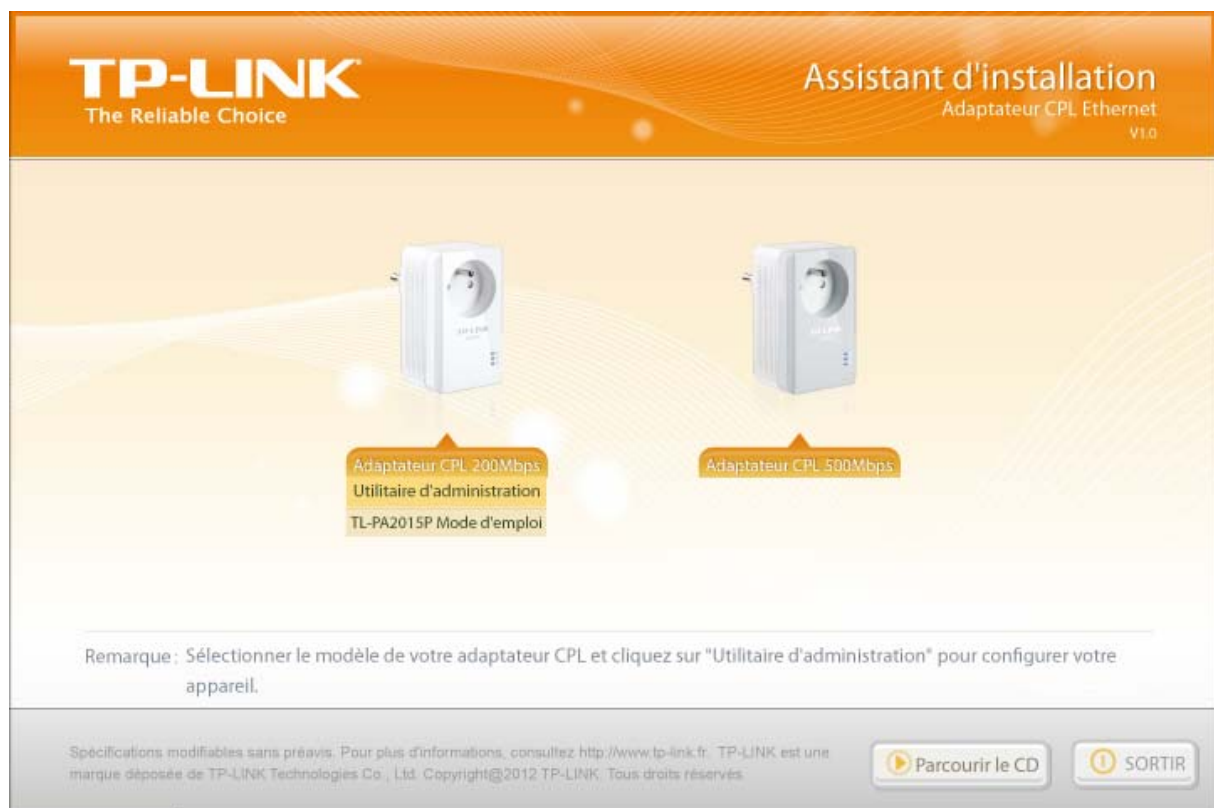 TP-LINK
The Reliable Choice
Assistant d'installation
Adaptateur CPL Ethernet
V1.0
TP-LINK
Adaptateur CPL 200Mbps
Utilitaire d'administration
TL-PA2015P Mode d'emploi
Adaptateur CPL 500Mbps
Remarque : Sélectionner le modèle de votre adaptateur CPL et cliquez sur "Utilitaire d'administration" pour configurer votre
appareil.
Spécifications modifiables sans préavis. Pour plus d'informations, consultez http://www.tp-link.fr. TP-LINK est une
marque déposée de TP-LINK Technologies Co., Ltd. Copyright@2012 TP-LINK. Tous droits réservés
Parcourir le CD
SORTIR